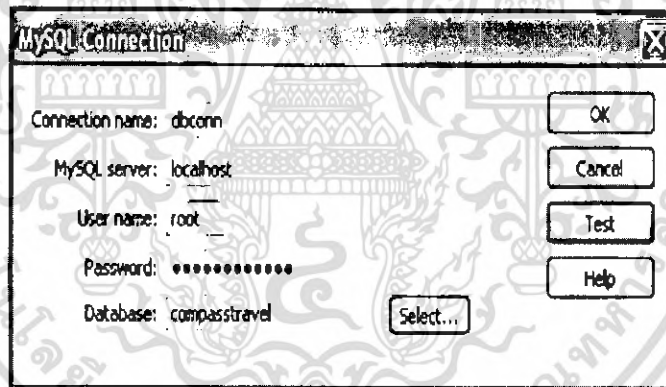 MySQL Connection
Connection name: dbconn
MySQL server: localhost
User name: root
Password: ●●●●●●●●●●●●
Database: compasstravel
Select...
OK
Cancel
Test
Help